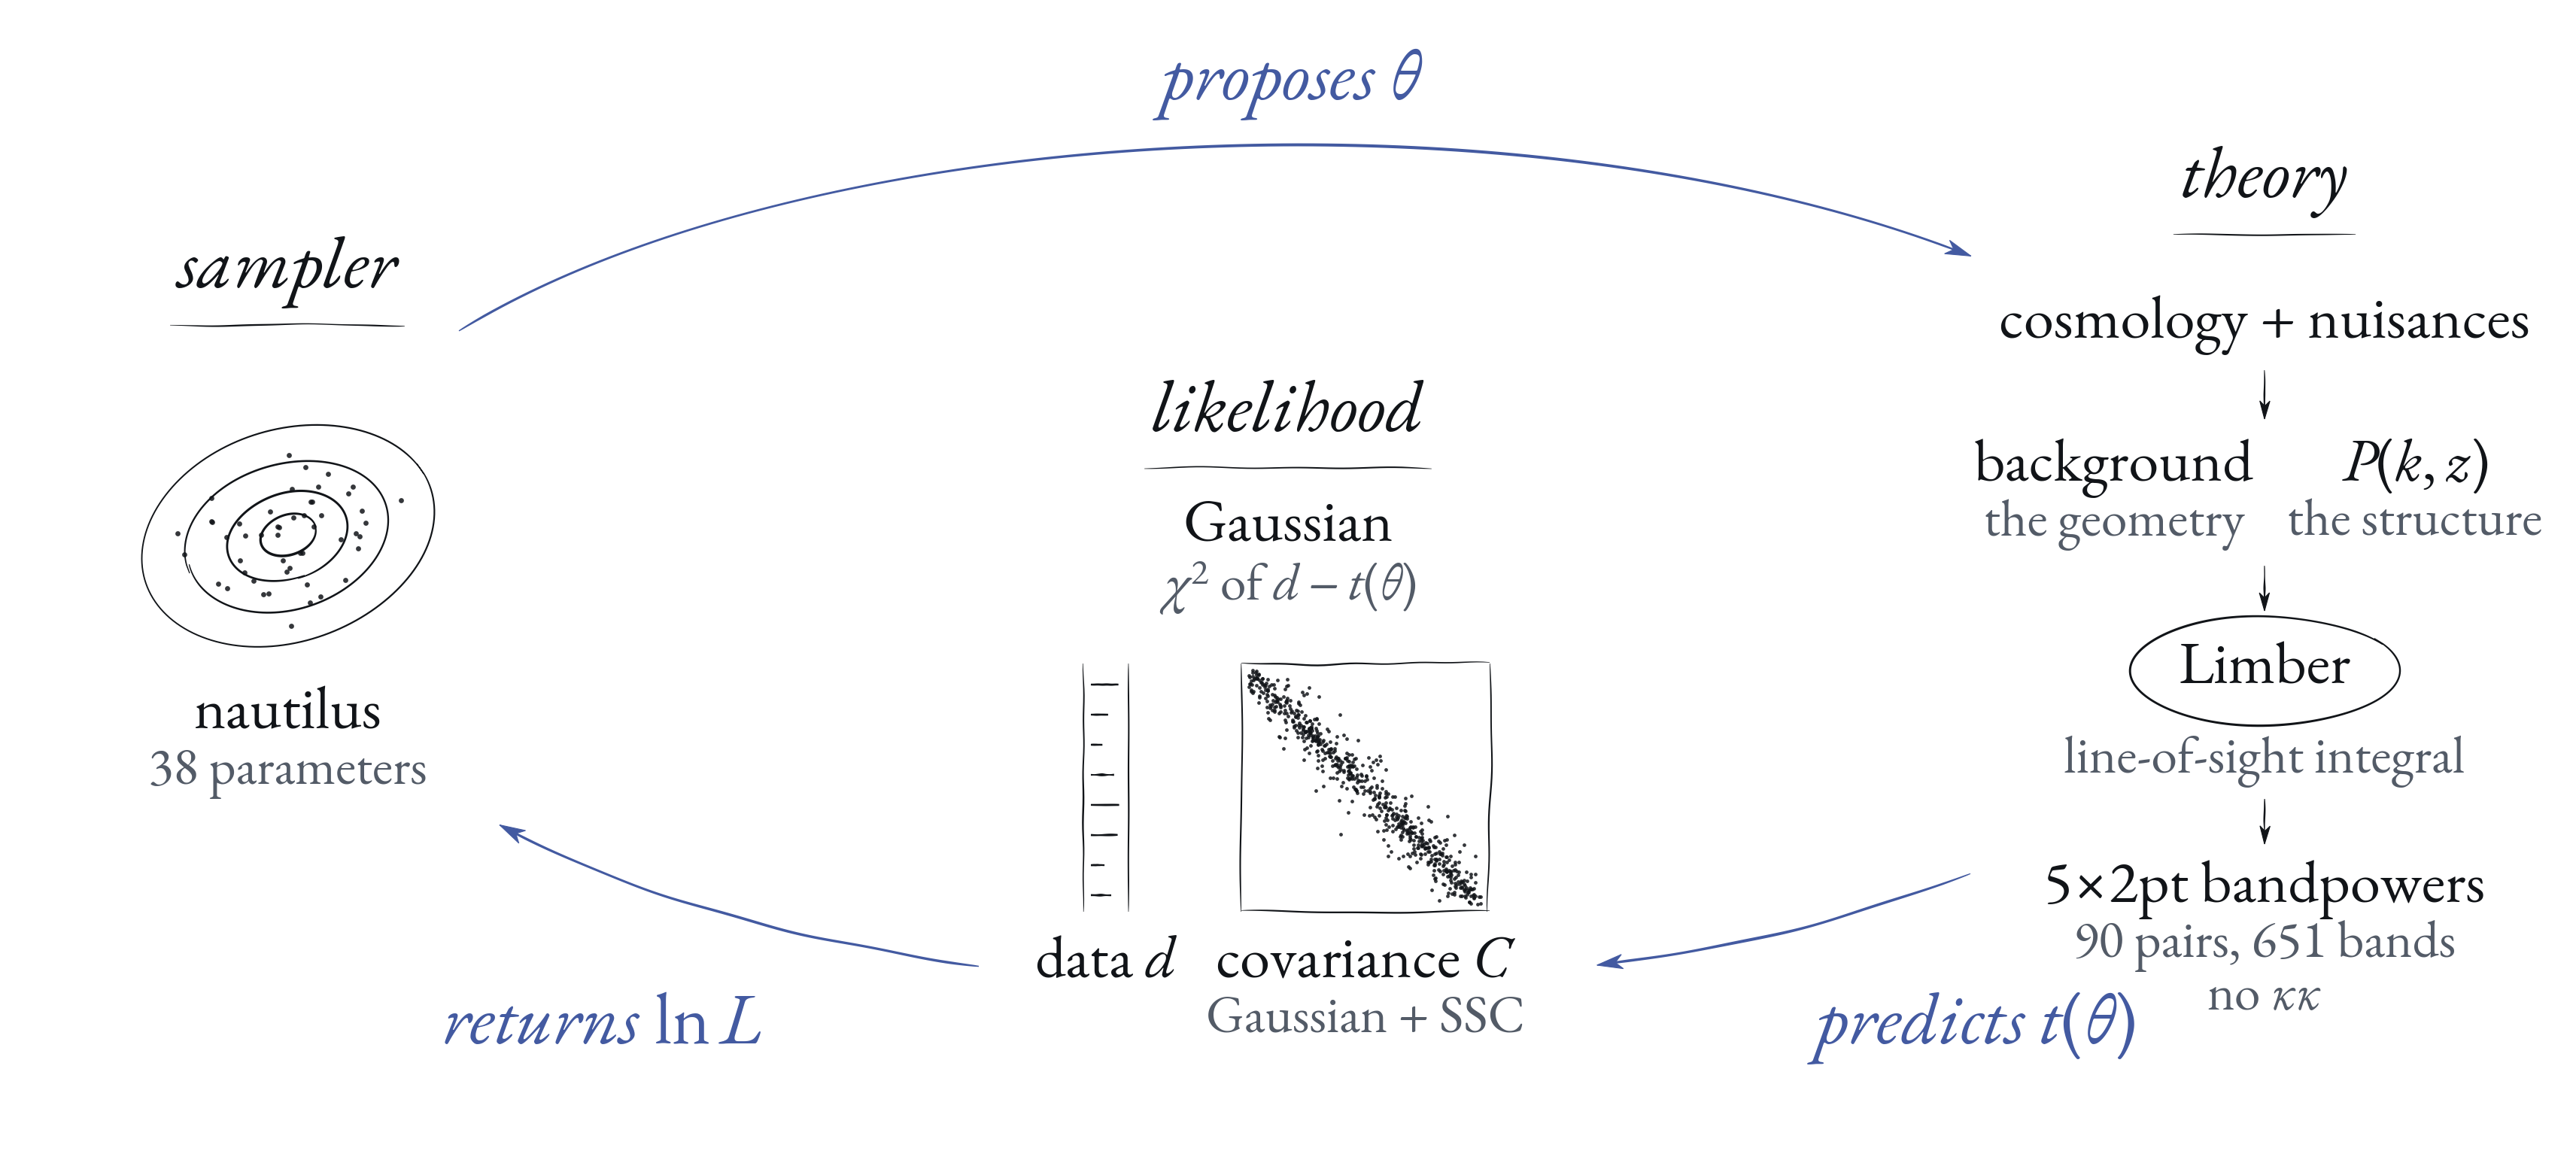 proposes θ
sampler
nautilus
38 parameters
likelihood
Gaussian
χ² of d – t(θ)
data d
covariance C
Gaussian + SSC
theory
cosmology + nuisances
background
the geometry
P(k, z)
the structure
Limber
line-of-sight integral
5×2pt bandpowers
90 pairs, 651 bands
no κκ
predicts t(θ)
returns ln L